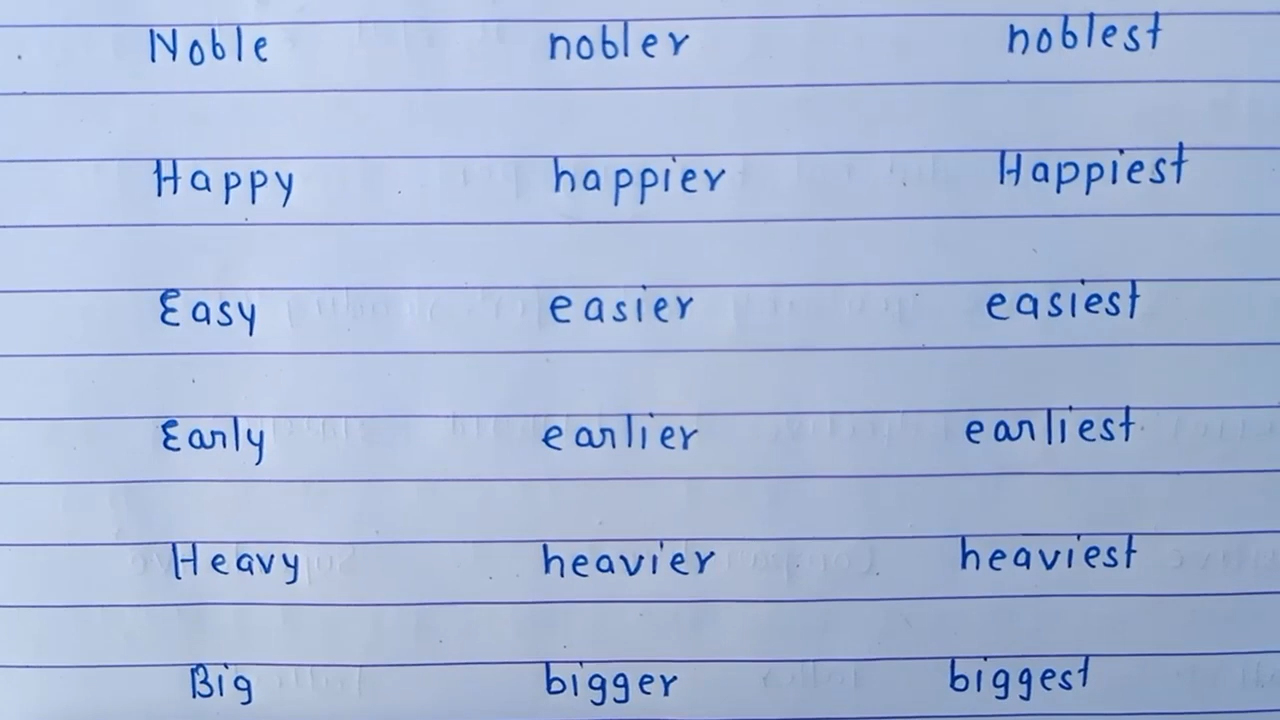 Noble nobler noblest
Happy happier Happiest
Easy easier easiest
Early earlier earliest
Heavy heavier heaviest
Big bigger biggest